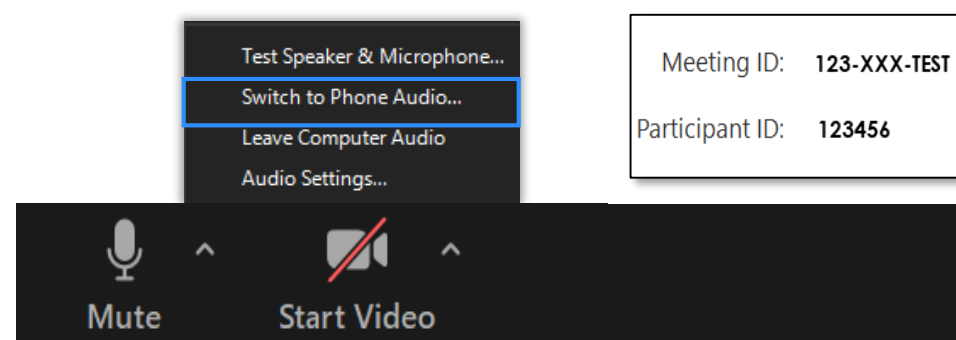 Test Speaker & Microphone...
Switch to Phone Audio...
Leave Computer Audio
Audio Settings...
Meeting ID: 123-XXX-TEST
Participant ID: 123456
Mute
Start Video